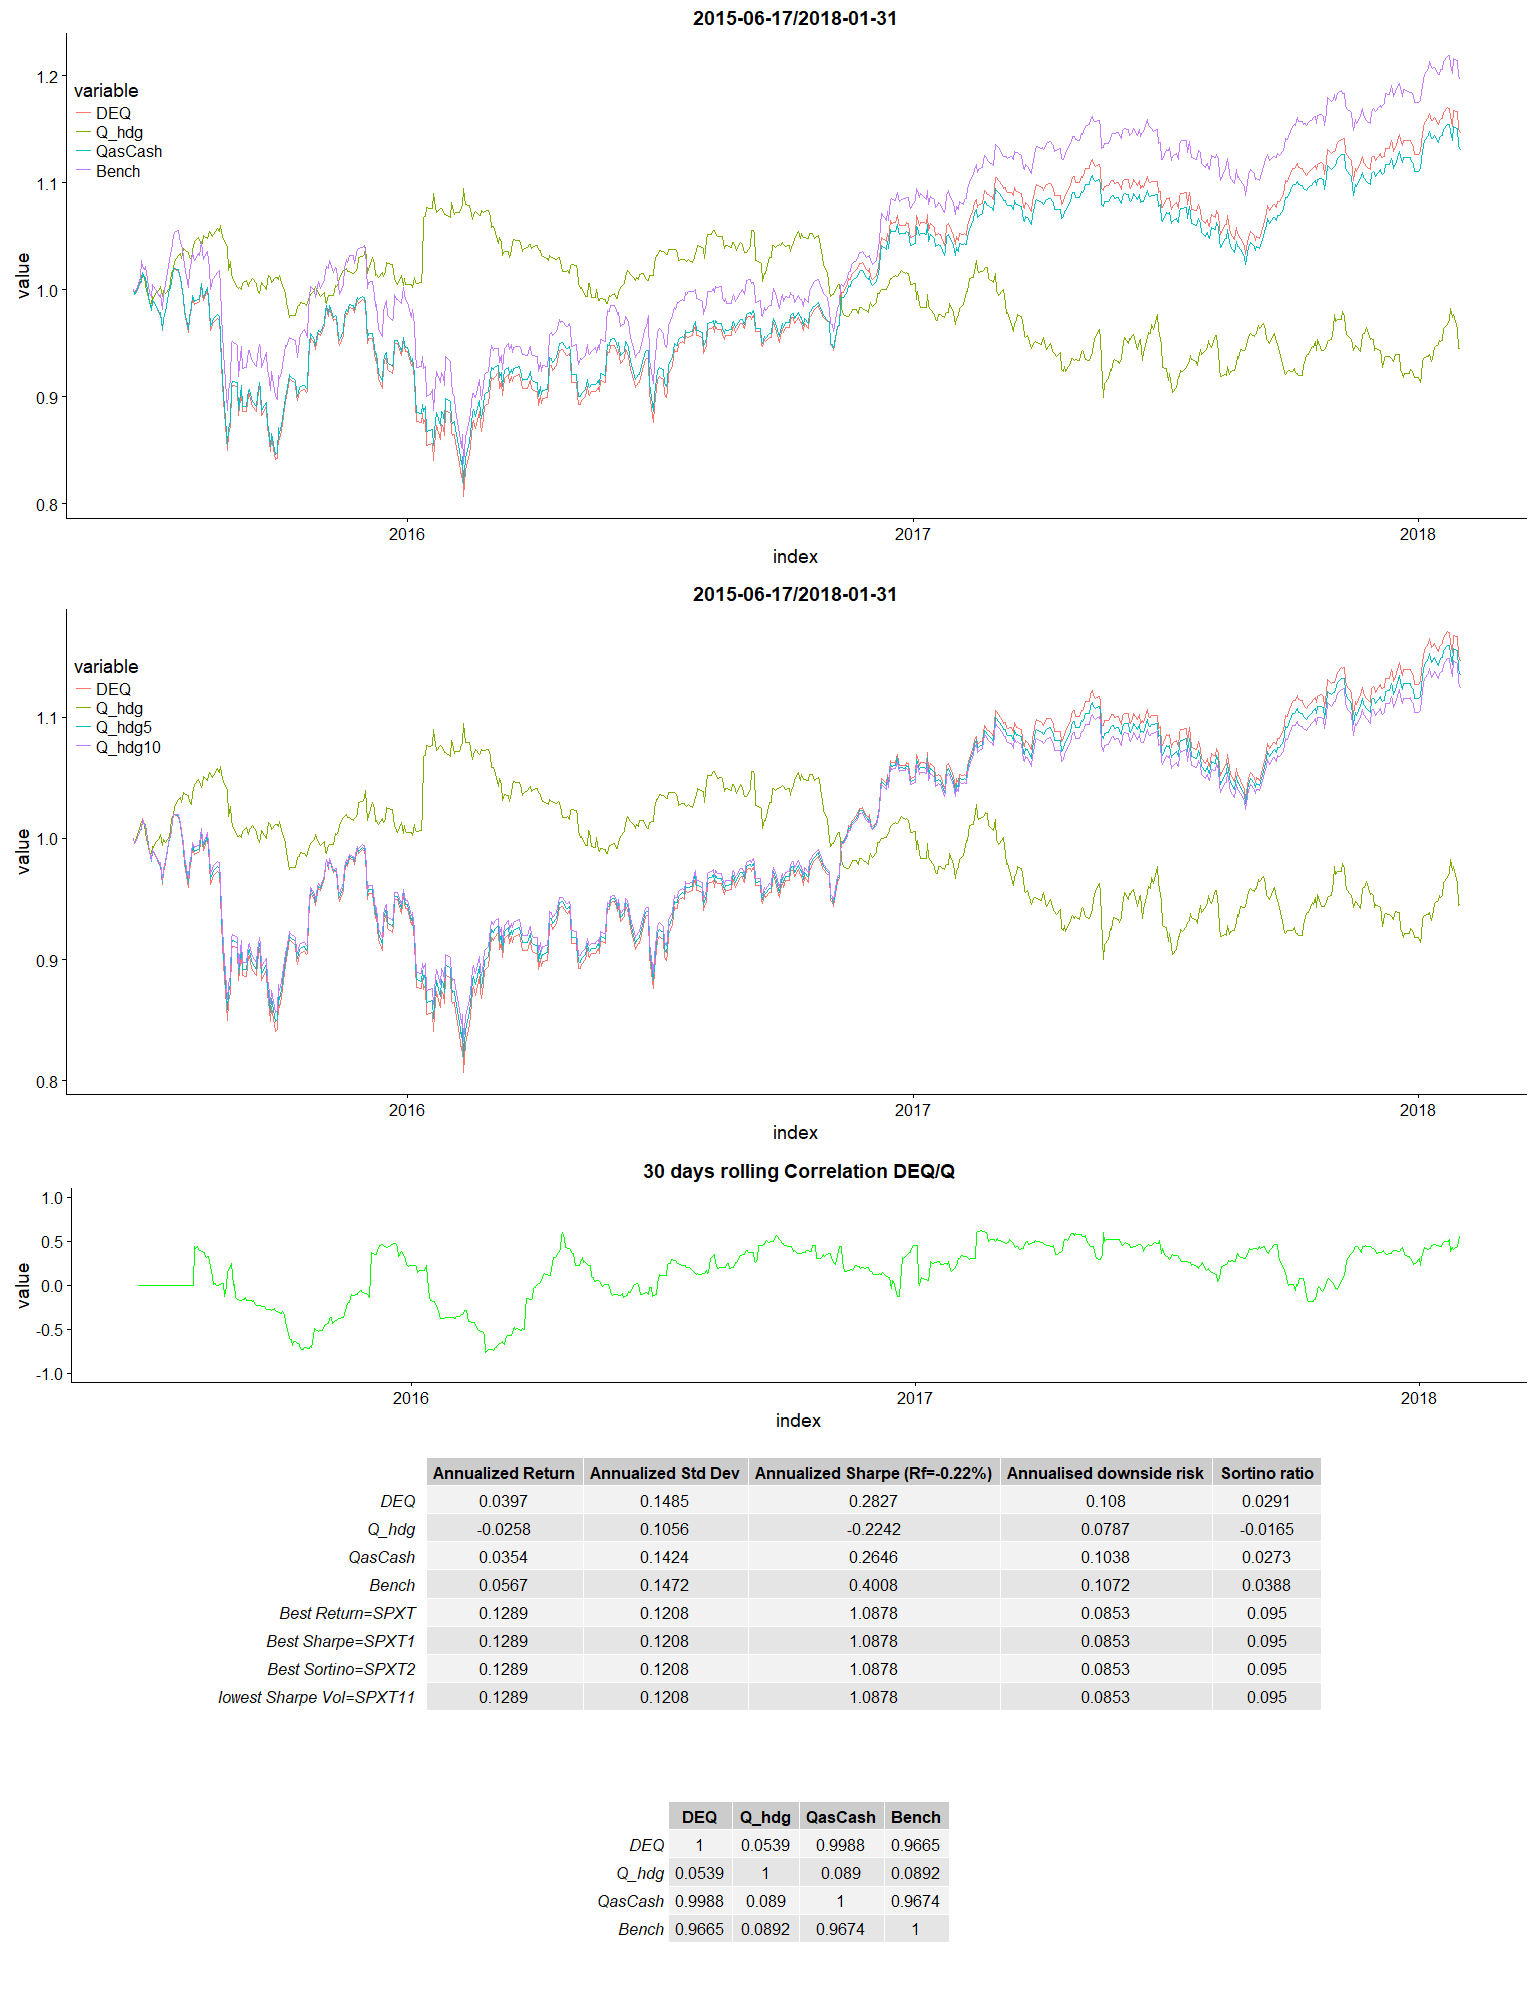 2015-06-17/2018-01-31
1.2
1.1
1.0
0.9
0.8
value
variable
DEQ
Q_hdg
QasCash
Bench
2016 2017 2018
index
2015-06-17/2018-01-31
1.1
1.0
0.9
0.8
value
variable
DEQ
Q_hdg
Q_hdg5
Q_hdg10
2016 2017 2018
index
30 days rolling Correlation DEQ/Q
1.0
0.5
0.0
-0.5
-1.0
value
2016 2017 2018
index
Annualized Return Annualized Std Dev Annualized Sharpe (Rf=-0.22%) Annualised downside risk Sortino ratio
DEQ 0.0397 0.1485 0.2827 0.108 0.0291
Q_hdg -0.0258 0.1056 -0.2242 0.0787 -0.0165
QasCash 0.0354 0.1424 0.2646 0.1038 0.0273
Bench 0.0567 0.1472 0.4008 0.1072 0.0388
Best Return=SPXT 0.1289 0.1208 1.0878 0.0853 0.095
Best Sharpe=SPXT1 0.1289 0.1208 1.0878 0.0853 0.095
Best Sortino=SPXT2 0.1289 0.1208 1.0878 0.0853 0.095
lowest Sharpe Vol=SPXT11 0.1289 0.1208 1.0878 0.0853 0.095
DEQ Q_hdg QasCash Bench
DEQ 1 0.0539 0.9988 0.9665
Q_hdg 0.0539 1 0.089 0.0892
QasCash 0.9988 0.089 1 0.9674
Bench 0.9665 0.0892 0.9674 1